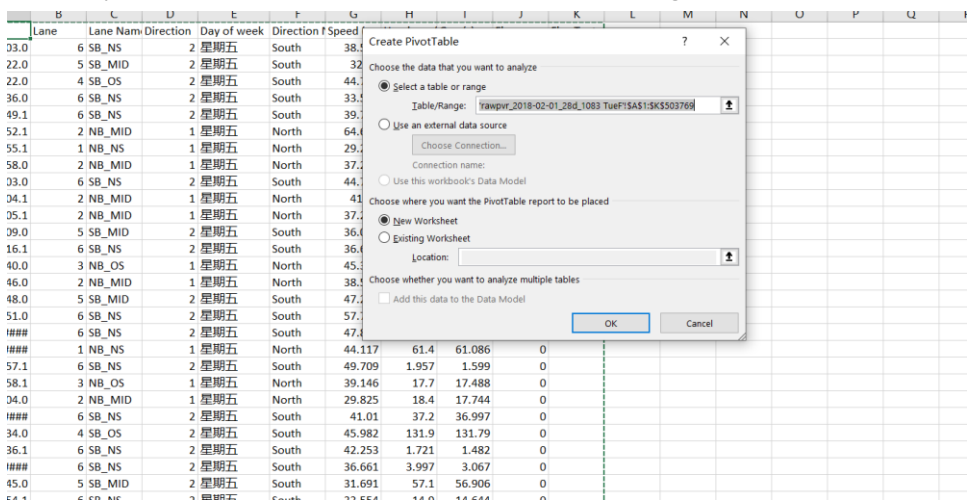 B C D E F G H I J K L M N O P Q
Lane Lane Nam Direction Day of week Direction Speed
03.0 6 SB_NS 2 星期五 South 38.
22.0 5 SB_MID 2 星期五 South 32
22.0 4 SB_OS 2 星期五 South 44.
36.0 6 SB_NS 2 星期五 South 33.
49.1 6 SB_NS 2 星期五 South 39.
52.1 2 NB_MID 1 星期五 North 64.
55.1 1 NB_NS 1 星期五 North 29.
58.0 2 NB_MID 1 星期五 North 37.
03.0 6 SB_NS 2 星期五 South 44.
04.1 2 NB_MID 1 星期五 North 41
05.1 2 NB_MID 1 星期五 North 37.
09.0 5 SB_MID 2 星期五 South 36.
16.1 6 SB_NS 2 星期五 South 36.
40.0 3 NB_OS 1 星期五 North 45.
46.0 2 NB_MID 1 星期五 North 38.
48.0 5 SB_MID 2 星期五 South 47.
51.0 6 SB_NS 2 星期五 South 57.
#### 6 SB_NS 2 星期五 South 47.
#### 1 NB_NS 1 星期五 North 44.117 61.4 61.086 0
57.1 6 SB_NS 2 星期五 South 49.709 1.957 1.599 0
58.1 3 NB_OS 1 星期五 North 39.146 17.7 17.488 0
04.0 2 NB_MID 1 星期五 North 29.825 18.4 17.744 0
#### 6 SB_NS 2 星期五 South 41.01 37.2 36.997 0
34.0 4 SB_OS 2 星期五 South 45.982 131.9 131.79 0
36.1 6 SB_NS 2 星期五 South 42.253 1.721 1.482 0
#### 6 SB_NS 2 星期五 South 36.661 3.997 3.067 0
45.0 5 SB_MID 2 星期五 South 31.691 57.1 56.906 0
Create PivotTable ? ×
Choose the data that you want to analyze
Select a table or range
Table/Range: 'rawpvr_2018-02-01_28d_1083 TueF'!$A$1:$K$503769
Use an external data source
Choose Connection...
Connection name:
Use this workbook's Data Model
Choose where you want the PivotTable report to be placed
New Worksheet
Existing Worksheet
Location:
Choose whether you want to analyze multiple tables
Add this data to the Data Model
OK Cancel